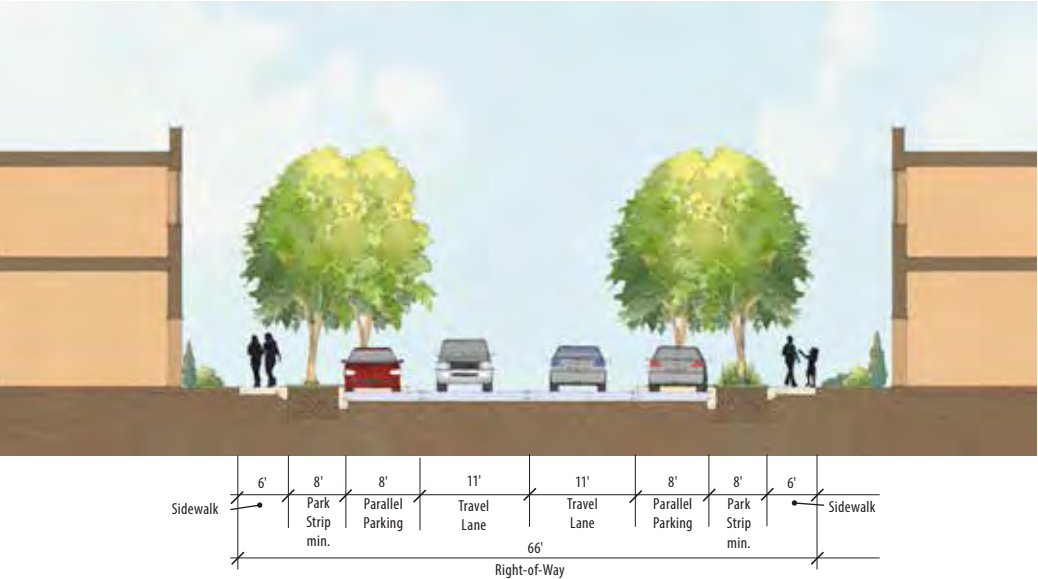 6' 8' 8' 11' 11' 8' 8' 6'
Sidewalk
Park
Strip
min.
Parallel
Parking
Travel
Lane
Travel
Lane
Parallel
Parking
Park
Strip
min.
Sidewalk
66'
Right-of-Way